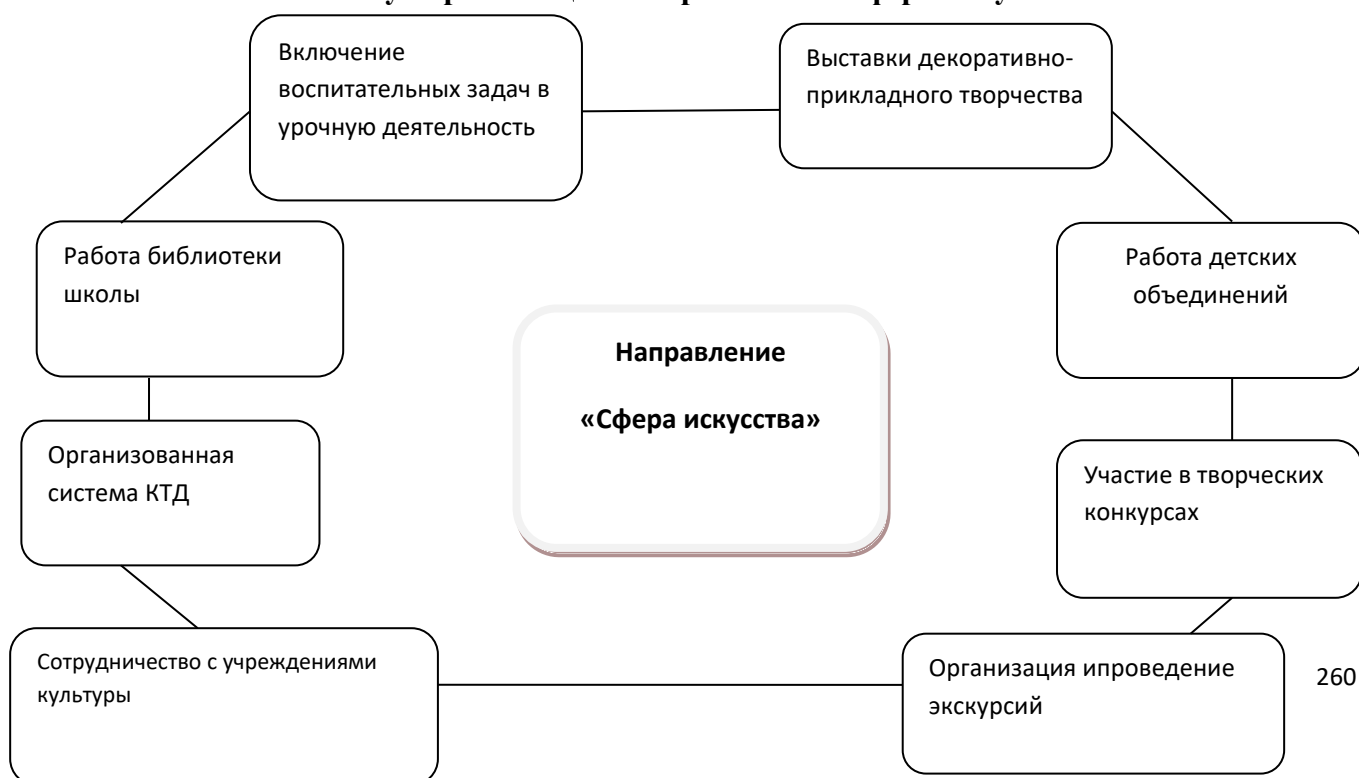 Включение
воспитательных задач в
урочную деятельность
Выставки декоративно-
прикладного творчества
Работа библиотеки
школы
Работа детских
объединений
Направление
«Сфера искусства»
Организованная
система КТД
Участие в творческих
конкурсах
Сотрудничество с учреждениями
культуры
Организация ипроведение
экскурсий
260